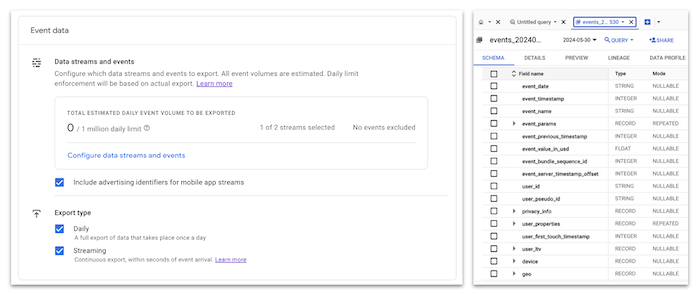 Event data
Data streams and events
Configure which data streams and events to export. All event volumes are estimated. Daily limit
enforcement will be based on actual export. Learn more
TOTAL ESTIMATED DAILY EVENT VOLUME TO BE EXPORTED
0 / 1 million daily limit
1 of 2 streams selected
No events excluded
Configure data streams and events
Include advertising identifiers for mobile app streams
Export type
Daily
A full export of data that takes place once a day
Streaming
Continuous export, within seconds of event arrival. Learn more
Untitled query
events_2... 530
events_20240... 2024-05-30 QUERY SHARE
SCHEMA DETAILS PREVIEW LINEAGE DATA PROFILE
Field name Type Mode
event_date STRING NULLABLE
event_timestamp INTEGER NULLABLE
event_name STRING NULLABLE
event_params RECORD REPEATED
event_previous_timestamp INTEGER NULLABLE
event_value_in_usd FLOAT NULLABLE
event_bundle_sequence_id INTEGER NULLABLE
event_server_timestamp_offset INTEGER NULLABLE
user_id STRING NULLABLE
user_pseudo_id STRING NULLABLE
privacy_info RECORD NULLABLE
user_properties RECORD REPEATED
user_first_touch_timestamp INTEGER NULLABLE
user_ltv RECORD NULLABLE
device RECORD NULLABLE
geo RECORD NULLABLE